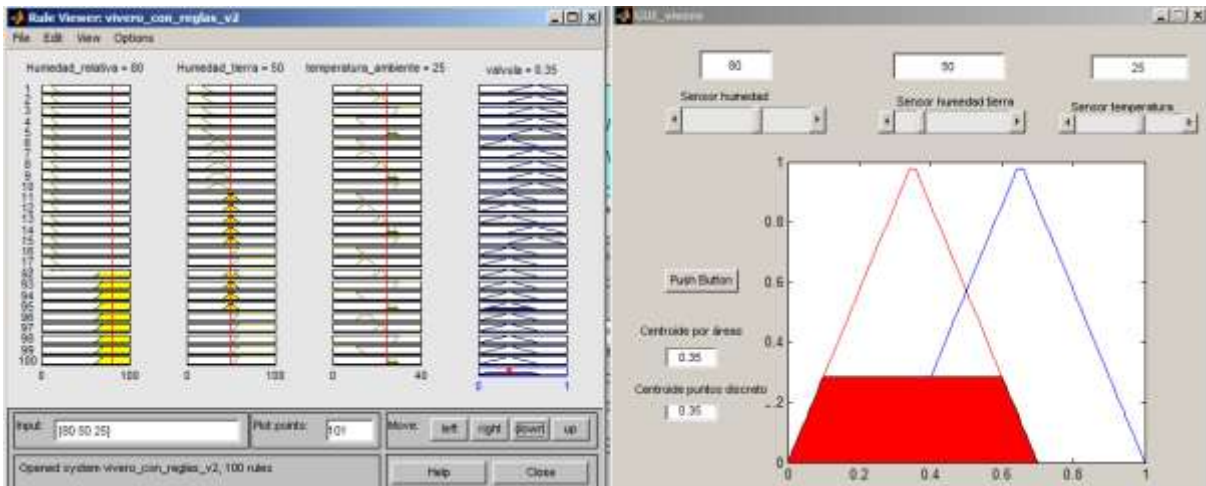 Rule Viewer: vivero_con_reglas_v2
File Edit View Options
Humedad_relativa = 80
Humedad_tierra = 50
temperatura_ambiente = 25
valvula = 0.35
1
2
3
4
5
6
7
8
9
10
11
12
13
14
15
16
17
92
93
94
95
96
97
98
99
100
0 100
0 100
0 40
0 1
Input: [80 50 25]
Plot points: 101
Move: left right down up
Opened system vivero_con_reglas_v2, 100 rules
Help Close
GUI_vivero
80 50 25
Sensor humedad
Sensor humedad tierra
Sensor temperatura
Push Button
Centroide por áreas
0.35
Centroide puntos discreto
0.35
1
0.8
0.6
0.4
.2
0
0 0.2 0.4 0.6 0.8 1